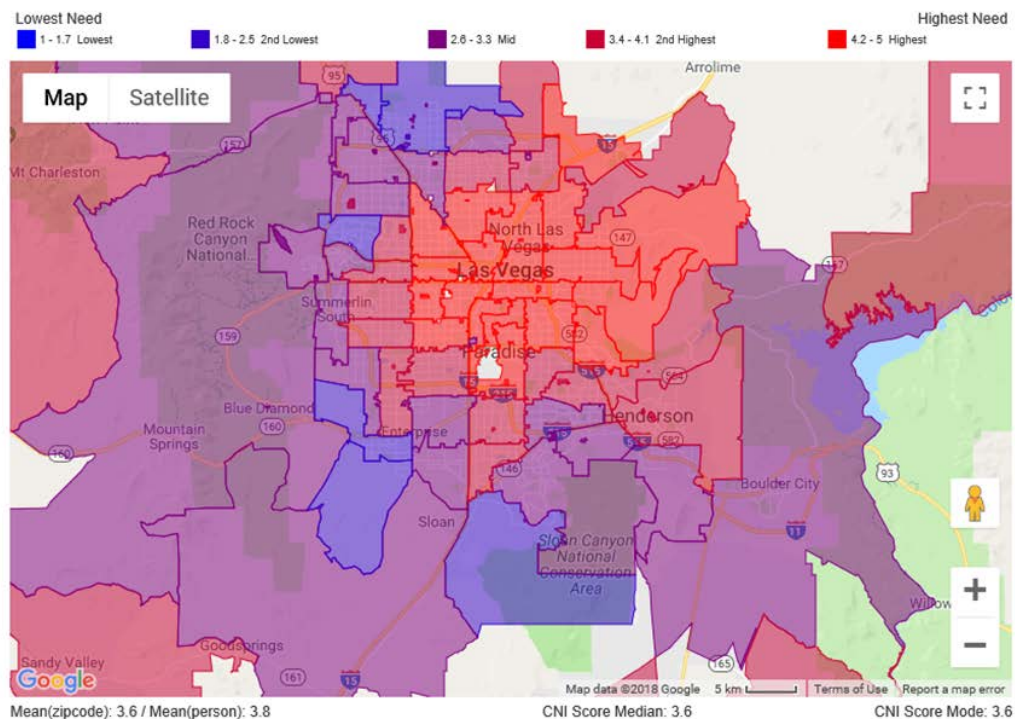 Lowest Need
Highest Need
1 - 1.7 Lowest
1.8 - 2.5 2nd Lowest
2.6 - 3.3 Mid
3.4 - 4.1 2nd Highest
4.2 - 5 Highest
Map
Satellite
95
Arrolime
95
15
157
Mt Charleston
Red Rock
Canyon
National...
North Las
Vegas
147
Las Vegas
167
Summerlin
South
159
582
Paradise
15
215
515
564
Blue Diamond
160
Enterprise
Henderson
582
Mountain
Springs
160
146
93
Boulder City
Sloan
11
Sloan Canyon
National
Conservation
Area
Willow
Goodsprings
Sandy Valley
161
15
165
Google
Map data ©2018 Google
5 km
Terms of Use
Report a map error
Mean(zipcode): 3.6 / Mean(person): 3.8
CNI Score Median: 3.6
CNI Score Mode: 3.6